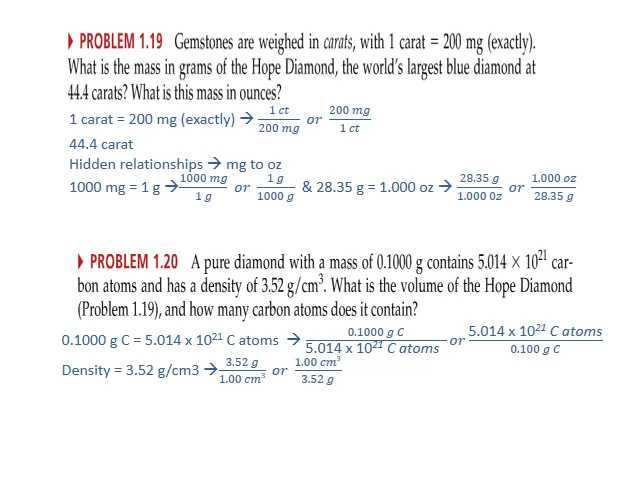 ▶ PROBLEM 1.19 Gemstones are weighed in carats, with 1 carat = 200 mg (exactly).
What is the mass in grams of the Hope Diamond, the world's largest blue diamond at
44.4 carats? What is this mass in ounces?
1 carat = 200 mg (exactly) → 1 ct / 200 mg or 200 mg / 1 ct
44.4 carat
Hidden relationships → mg to oz
1000 mg = 1 g → 1000 mg / 1 g or 1 g / 1000 g & 28.35 g = 1.000 oz → 28.35 g / 1.000 0z or 1.000 oz / 28.35 g
▶ PROBLEM 1.20 A pure diamond with a mass of 0.1000 g contains 5.014 × 10²¹ car-
bon atoms and has a density of 3.52 g/cm³. What is the volume of the Hope Diamond
(Problem 1.19), and how many carbon atoms does it contain?
0.1000 g C = 5.014 x 10²¹ C atoms → 0.1000 g C / 5.014 x 10²¹ C atoms or 5.014 x 10²¹ C atoms / 0.100 g C
Density = 3.52 g/cm3 → 3.52 g / 1.00 cm³ or 1.00 cm³ / 3.52 g